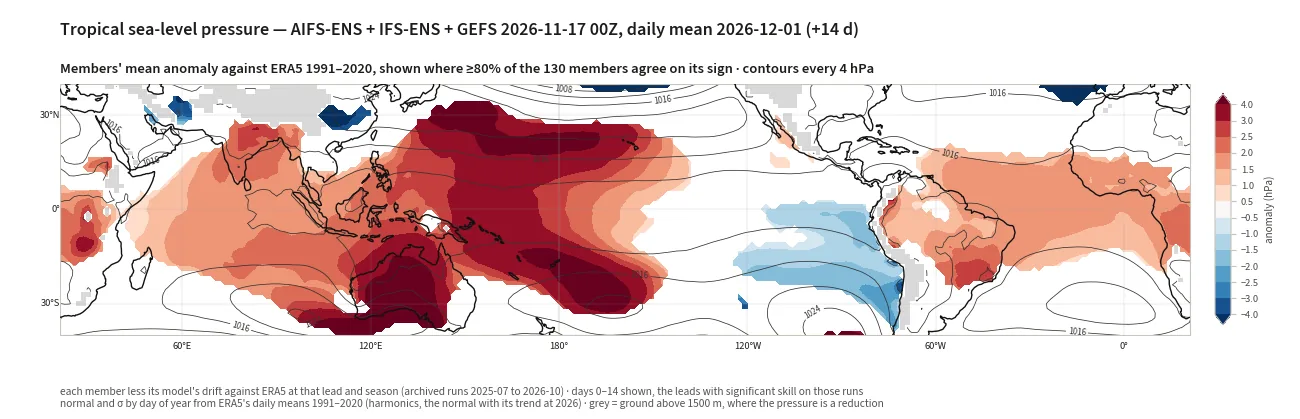 Tropical sea-level pressure — AIFS-ENS + IFS-ENS + GEFS 2026-11-17 00Z, daily mean 2026-12-01 (+14 d)
Members' mean anomaly against ERA5 1991–2020, shown where ≥80% of the 130 members agree on its sign · contours every 4 hPa
1008
1016
1016
1024
1016
1016
1016
1016
1016
1024
1016
30°N
0°
30°S
60°E
120°E
180°
120°W
60°W
0°
4.0
3.0
2.5
2.0
1.5
1.0
0.5
−0.5
−1.0
−1.5
−2.0
−2.5
−3.0
−4.0
anomaly (hPa)
each member less its model's drift against ERA5 at that lead and season (archived runs 2025-07 to 2026-10) · days 0–14 shown, the leads with significant skill on those runs
normal and σ by day of year from ERA5's daily means 1991–2020 (harmonics, the normal with its trend at 2026) · grey = ground above 1500 m, where the pressure is a reduction